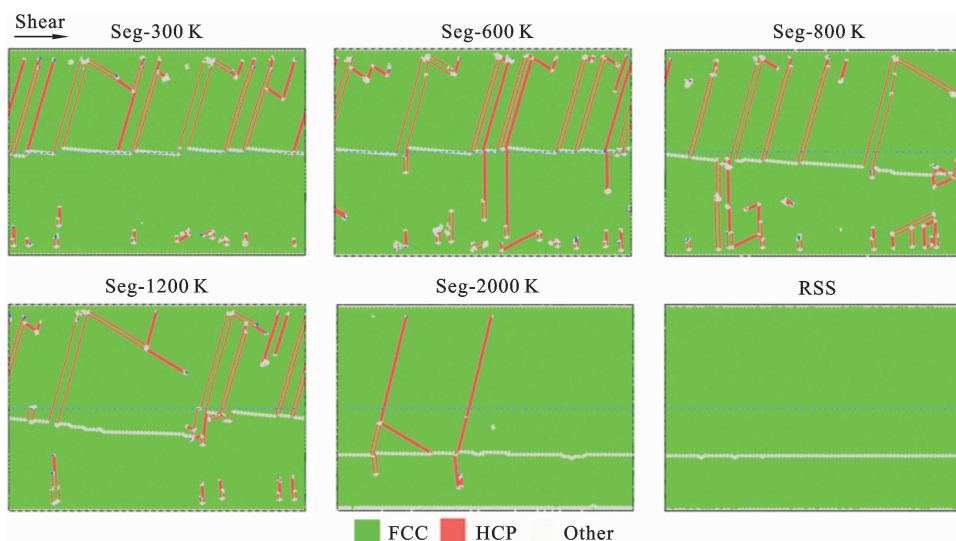 Shear
Seg-300 K
Seg-600 K
Seg-800 K
Seg-1200 K
Seg-2000 K
RSS
FCC
HCP
Other